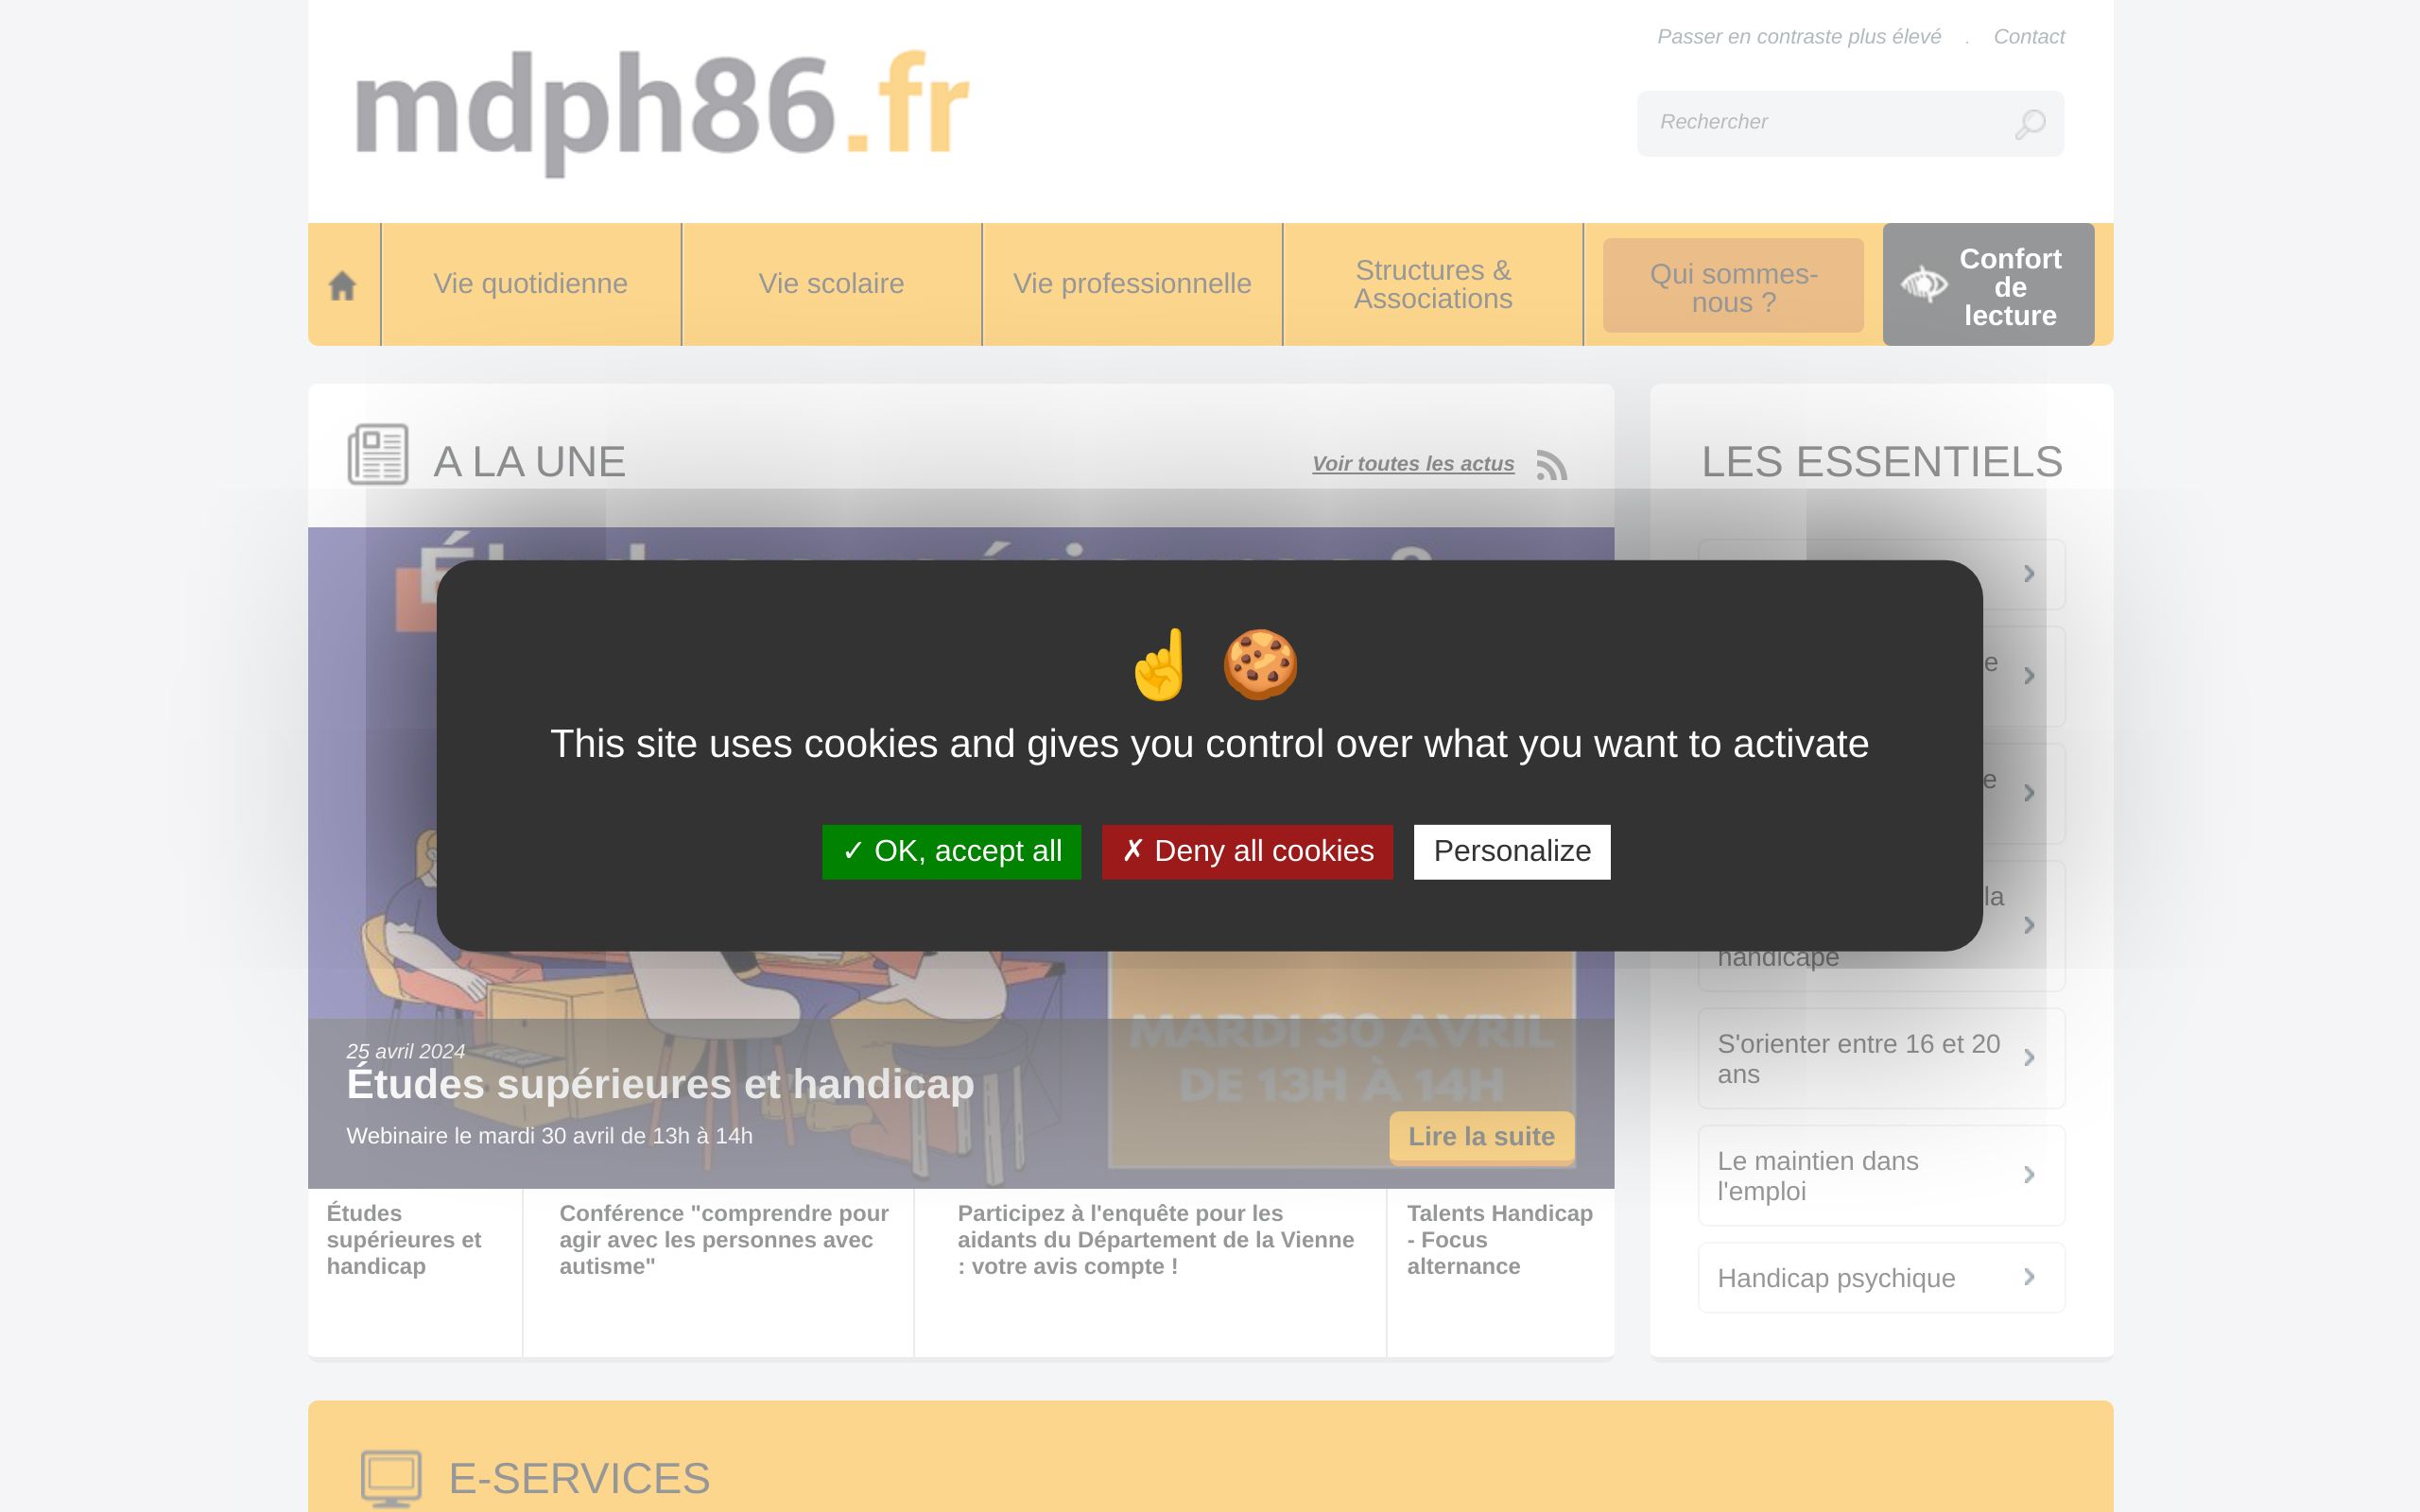 Passer en contraste plus élevé . Contact
mdph86.fr
Rechercher
Vie quotidienne
Vie scolaire
Vie professionnelle
Structures &
Associations
Qui sommes-
nous ?
Confort
de
lecture
A LA UNE
Voir toutes les actus
LES ESSENTIELS
This site uses cookies and gives you control over what you want to activate
✓ OK, accept all
✗ Deny all cookies
Personalize
la
handicapé
MARDI 30 AVRIL
DE 13H À 14H
25 avril 2024
Études supérieures et handicap
Webinaire le mardi 30 avril de 13h à 14h
Lire la suite
S'orienter entre 16 et 20
ans
Le maintien dans
l'emploi
Handicap psychique
Études
supérieures et
handicap
Conférence "comprendre pour
agir avec les personnes avec
autisme"
Participez à l'enquête pour les
aidants du Département de la Vienne
: votre avis compte !
Talents Handicap
- Focus
alternance
E-SERVICES